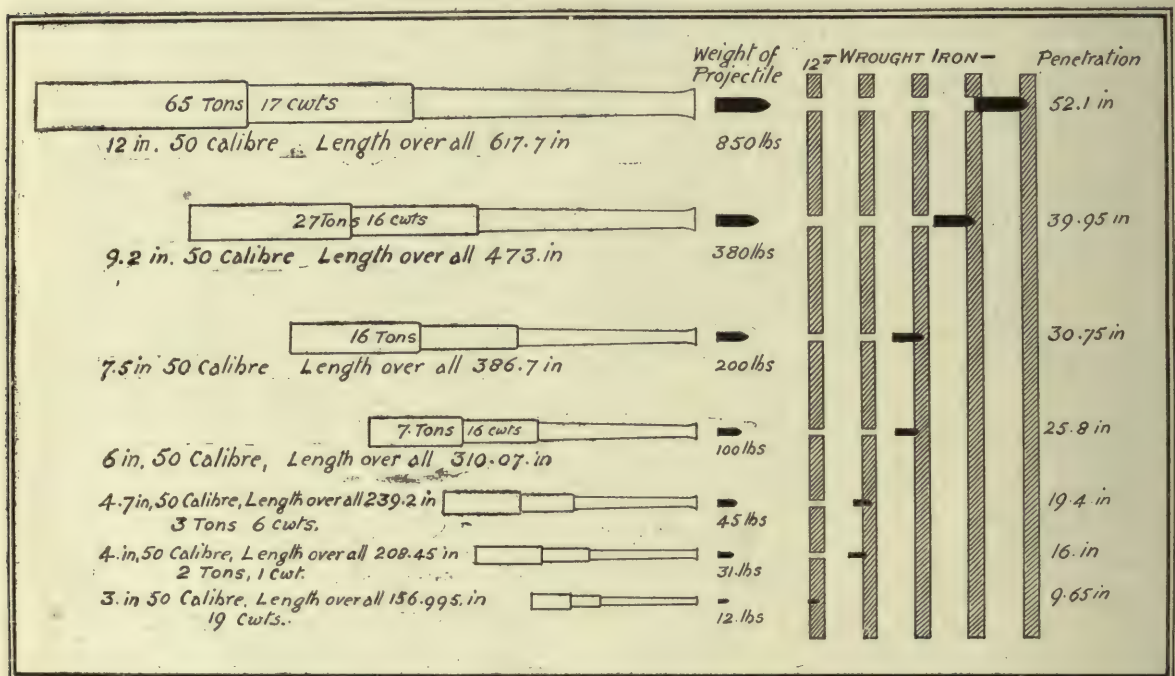 Weight of Projectile
12" WROUGHT IRON
Penetration
65 Tons 17 cwts
12 in. 50 Calibre Length over all 617.7 in
850 lbs
52.1 in
27 Tons 16 cwts
9.2 in. 50 Calibre Length over all 473. in
380 lbs
39.95 in
16 Tons
7.5 in 50 Calibre Length over all 386.7 in
200 lbs
30.75 in
7. Tons 16 cwts
6 in, 50 Calibre, Length over all 310.07. in
100 lbs
25.8 in
4.7 in, 50 Calibre, Length over all 239.2 in
3 Tons 6 cwts.
45 lbs
19.4 in
4. in, 50 Calibre, Length over all 208.45 in
2 Tons, 1 cwt.
31. lbs
16. in
3. in 50 Calibre, Length over all 156.995. in
19 Cwts.
12. lbs
9.65 in